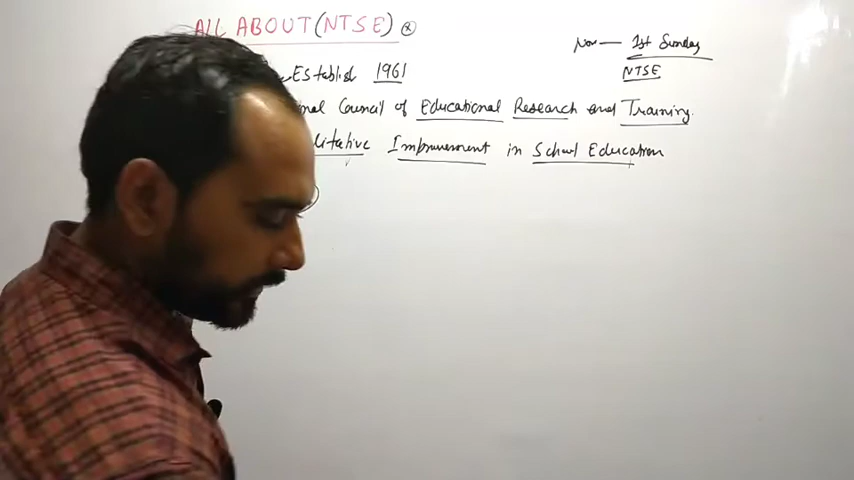 ALL ABOUT (NTSE)
Nov — 1st Sunday
NTSE
Establish 1961
nal Council of Educational Research and Training.
litative Improvement in School Education